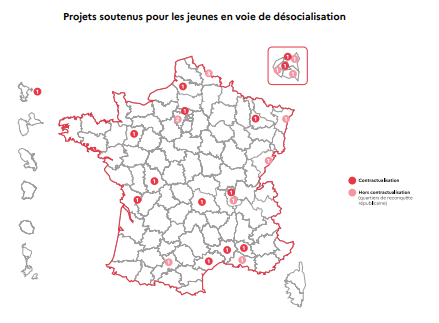 Projets soutenus pour les jeunes en voie de désocialisation
Contractualisation
Hors contractualisation
(quartiers de reconquête
républicaine)